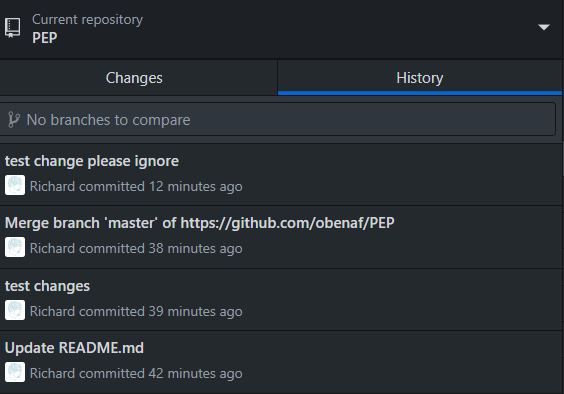 Current repository
PEP
Changes
History
No branches to compare
test change please ignore
Richard committed 12 minutes ago
Merge branch 'master' of https://github.com/obenaf/PEP
Richard committed 38 minutes ago
test changes
Richard committed 39 minutes ago
Update README.md
Richard committed 42 minutes ago